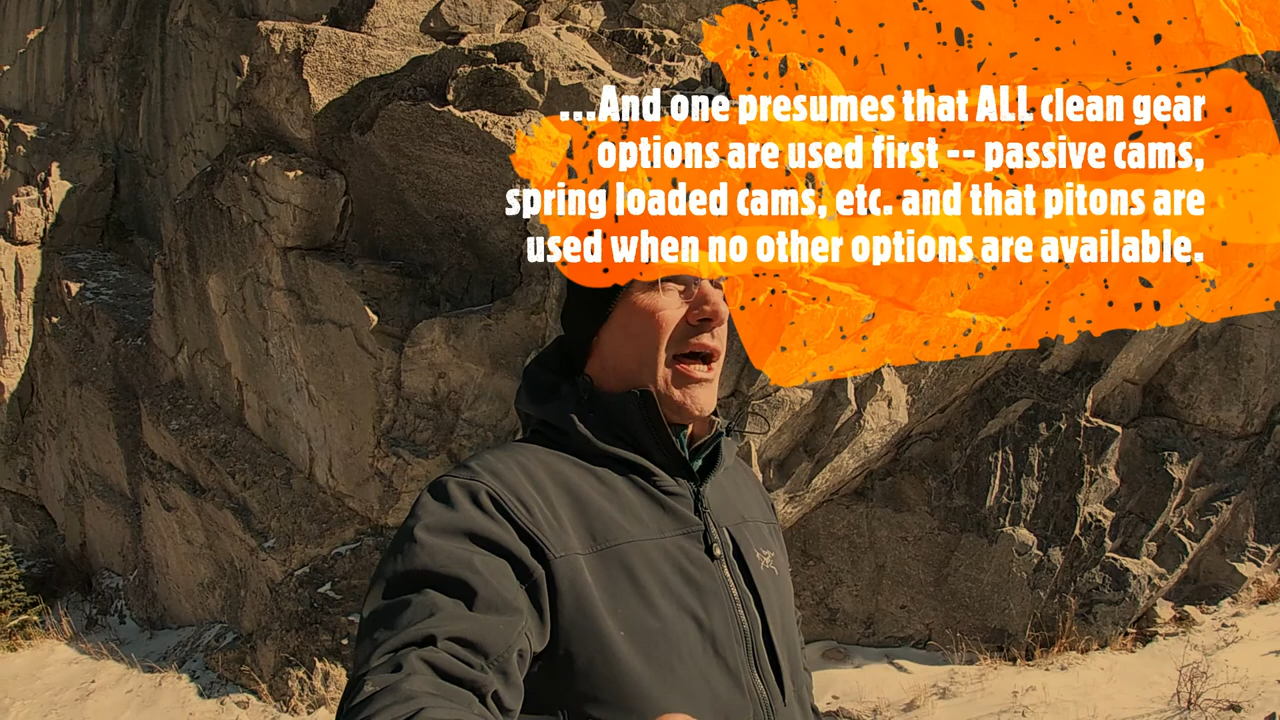 ...And one presumes that ALL clean gear
options are used first -- passive cams,
spring loaded cams, etc. and that pitons are
used when no other options are available.